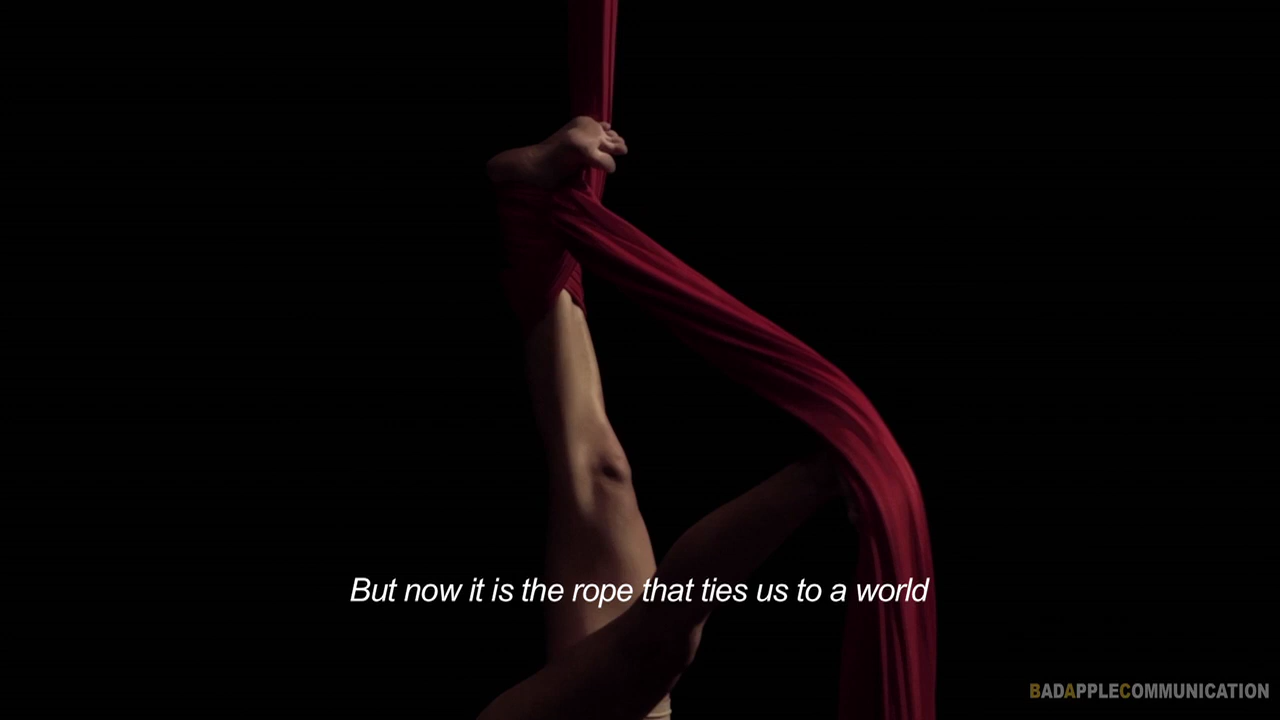 But now it is the rope that ties us to a world
BADAPPLECOMMUNICATION